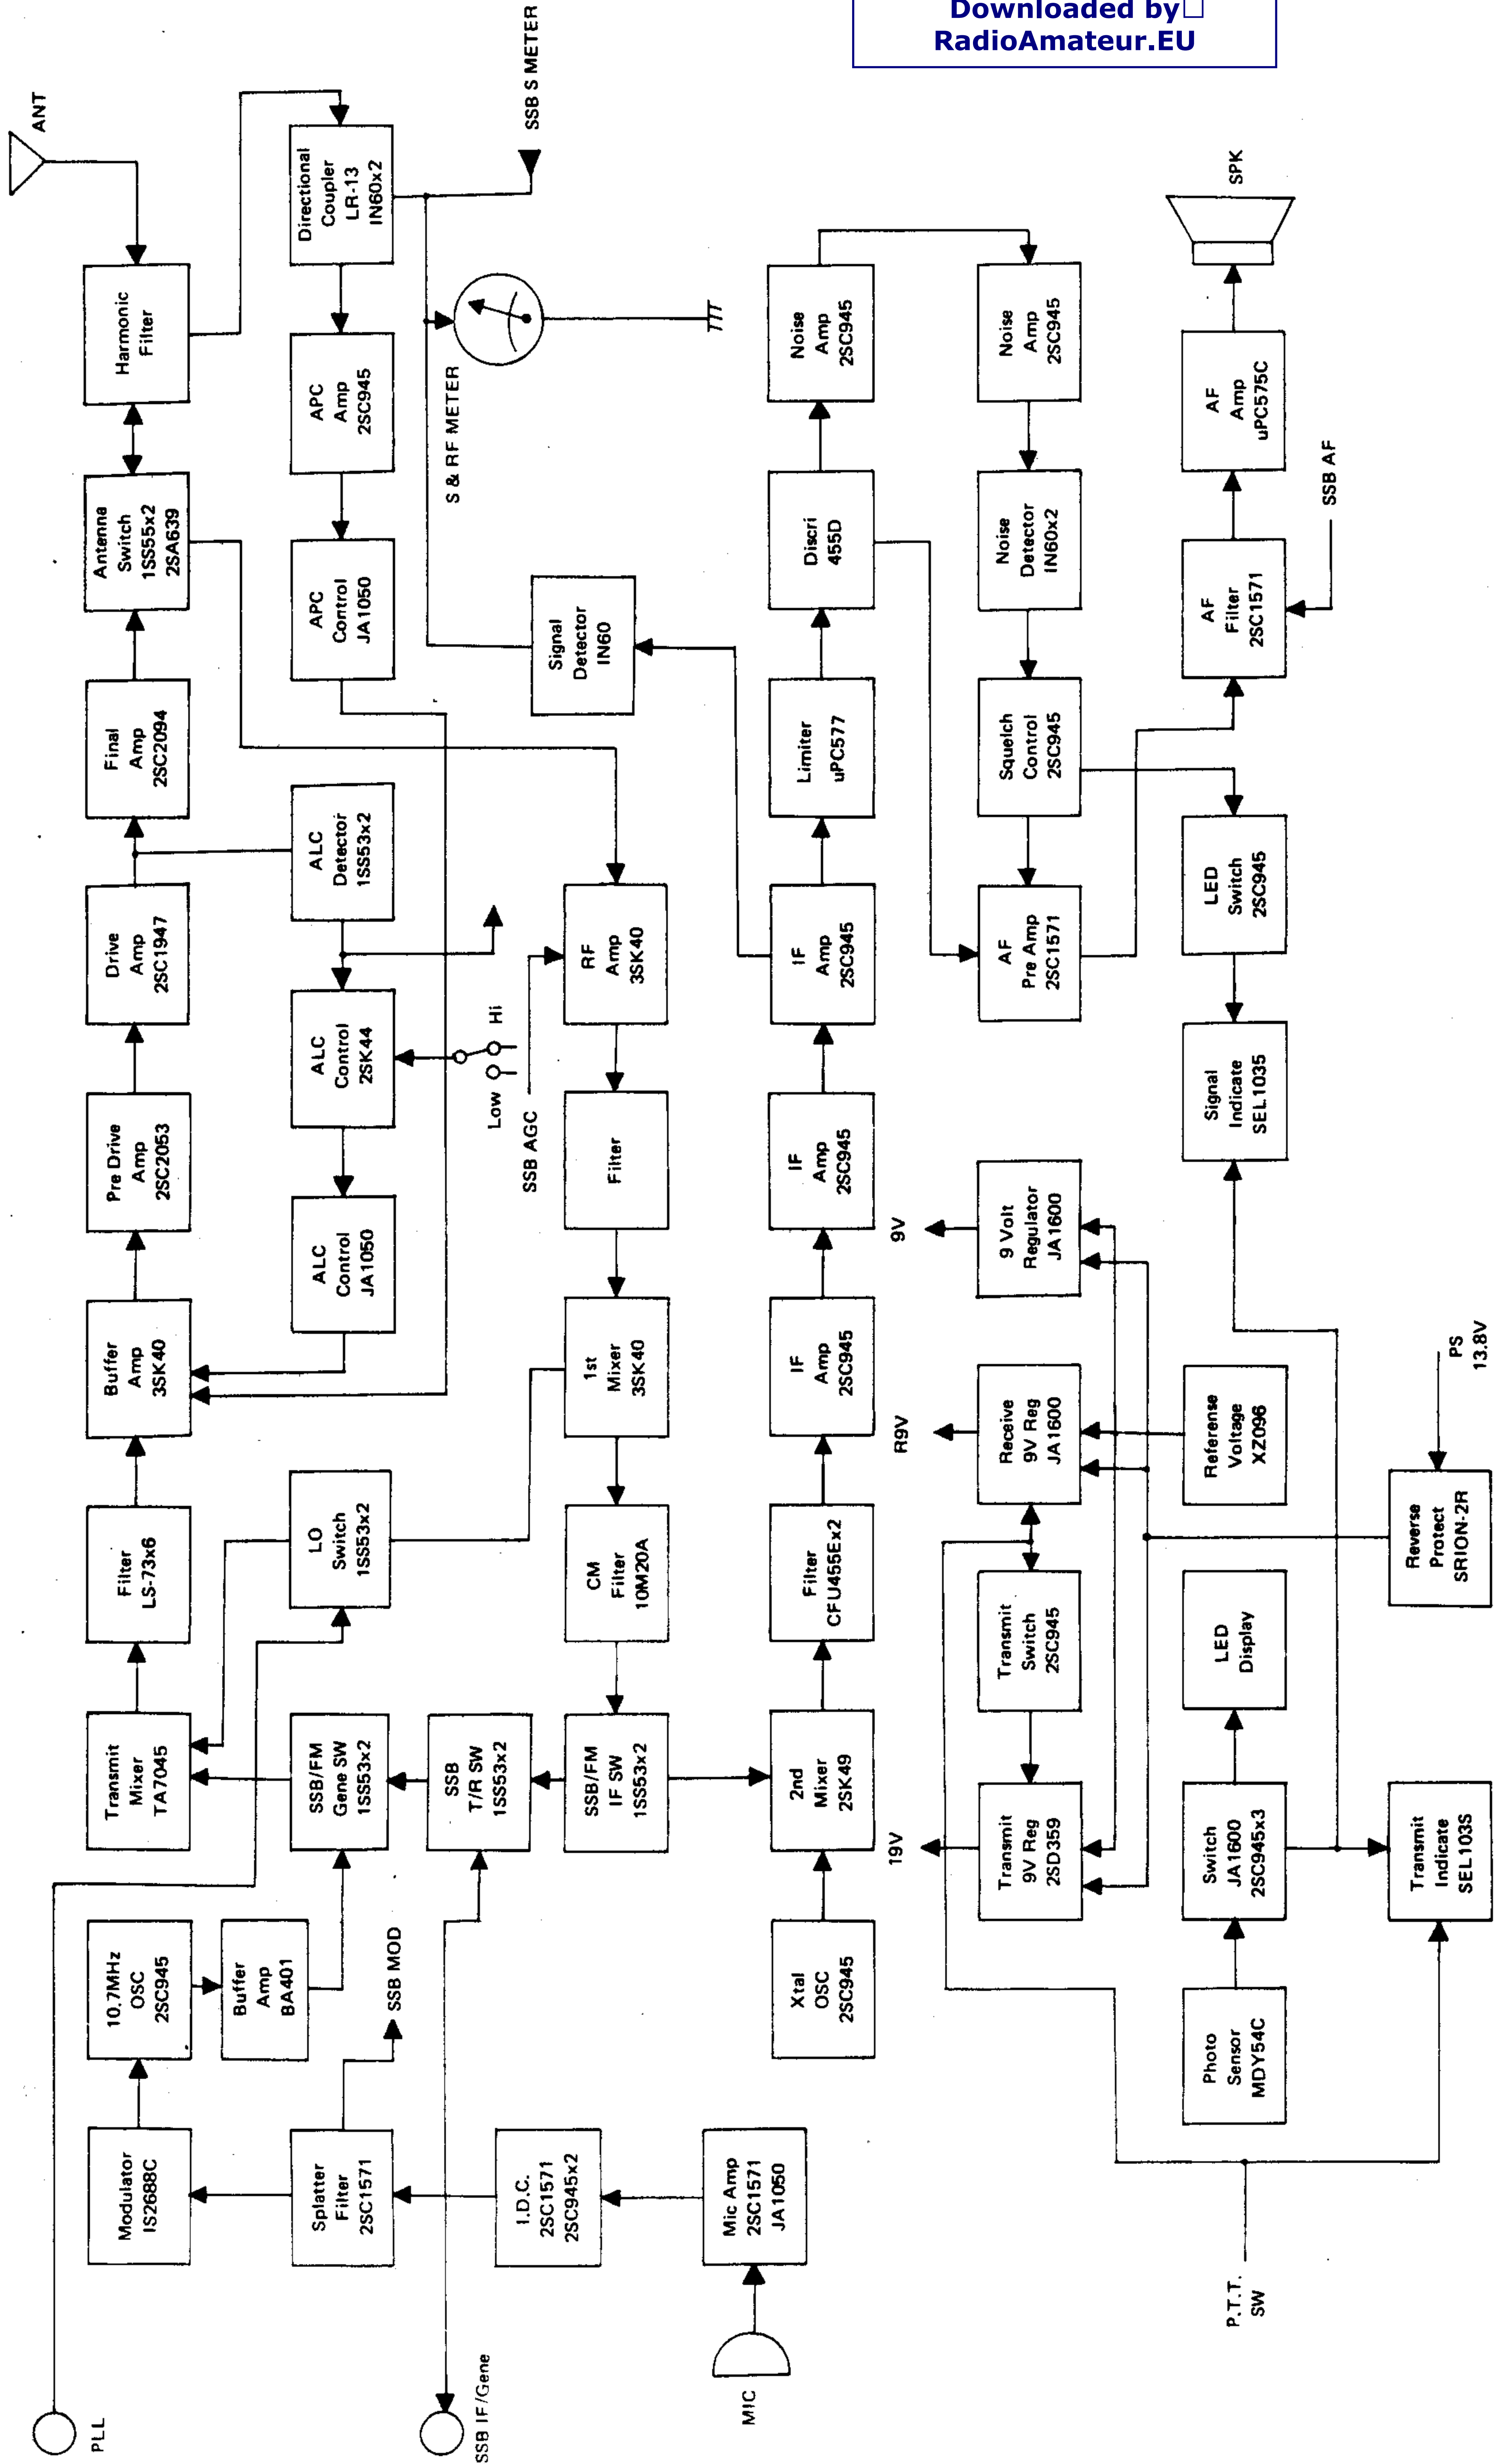 Downloaded by
RadioAmateur.EU
PLL
Modulator
IS2688C
10.7MHz
OSC
2SC945
Buffer
Amp
BA401
Transmit
Mixer
TA7045
Filter
LS-73x6
Buffer
Amp
3SK40
Pre Drive
Amp
2SC2053
Drive
Amp
2SC1947
Final
Amp
2SC2094
Antenna
Switch
1SS55x2
2SA639
Harmonic
Filter
ANT
Splatter
Filter
2SC1571
SSB MOD
SSB/FM
Gene SW
1SS53x2
LO
Switch
1SS53x2
ALC
Control
JA1050
ALC
Control
2SK44
ALC
Detector
1SS53x2
APC
Control
JA1050
APC
Amp
2SC945
Directional
Coupler
LR-13
IN60x2
SSB IF/Gene
SSB
T/R SW
1SS53x2
Low
Hi
S & RF METER
SSB S METER
I.D.C.
2SC1571
2SC945x2
SSB/FM
IF SW
1SS53x2
CM
Filter
10M20A
1st
Mixer
3SK40
Filter
SSB AGC
RF
Amp
3SK40
Signal
Detector
IN60
MIC
Mic Amp
2SC1571
JA1050
Xtal
OSC
2SC945
2nd
Mixer
2SK49
Filter
CFU455Ex2
IF
Amp
2SC945
IF
Amp
2SC945
IF
Amp
2SC945
Limiter
uPC577
Discri
455D
Noise
Amp
2SC945
19V
R9V
9V
Transmit
9V Reg
2SD359
Transmit
Switch
2SC945
Receive
9V Reg
JA1600
9 Volt
Regulator
JA1600
AF
Pre Amp
2SC1571
Squelch
Control
2SC945
Noise
Detector
IN60x2
Noise
Amp
2SC945
Photo
Sensor
MDY54C
Switch
JA1600
2SC945x3
LED
Display
Referense
Voltage
XZ096
Signal
Indicate
SEL1035
LED
Switch
2SC945
AF
Filter
2SC1571
AF
Amp
uPC575C
SPK
SSB AF
P.T.T.
SW
Transmit
Indicate
SEL103S
Reverse
Protect
SRION-2R
PS
13.8V